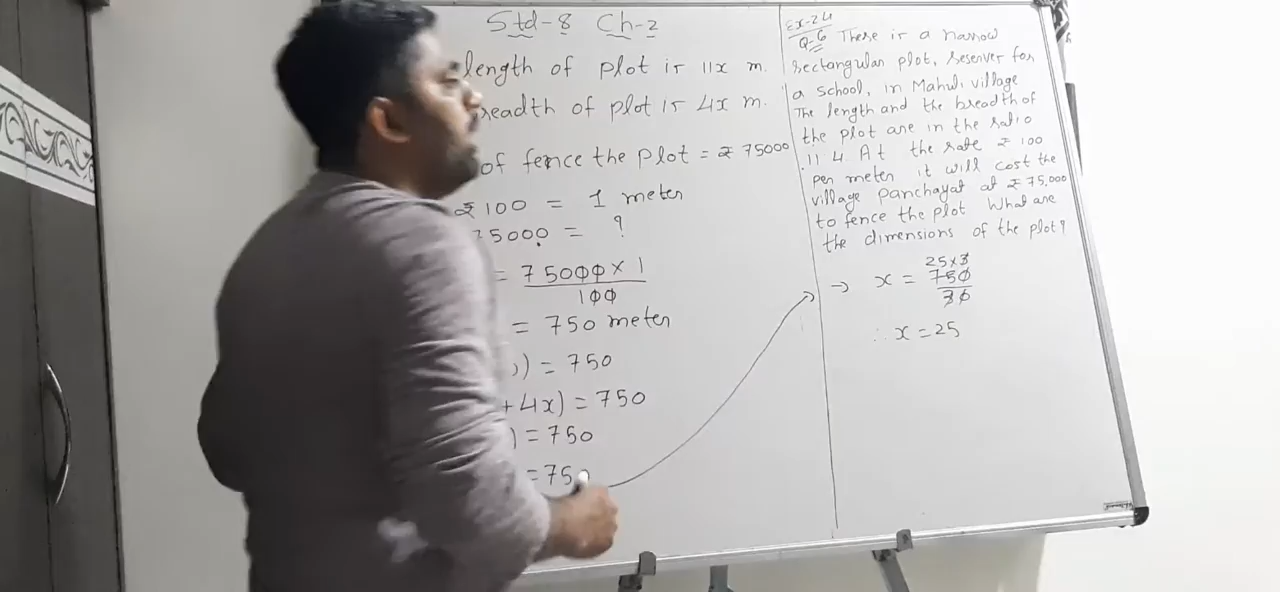 Std-8 Ch-2
length of plot is 11x m.
readth of plot is 4x m.
of fence the plot = ₹ 75000
₹ 100 = 1 meter
75000 = ?
= 75000 × 1
100
= 750 meter
) = 750
+ 4x) = 750
) = 750
= 750
Ex-2.4
Q-6 There is a narrow
rectangular plot, reserver for
a school, in Mahuli village
The length and the breadth of
the plot are in the ratio
11:4. At the rate ₹ 100
per meter it will cost the
village panchayat at ₹ 75,000
to fence the plot What are
the dimensions of the plot?
25×3
→ x = 750
30
∴ x = 25